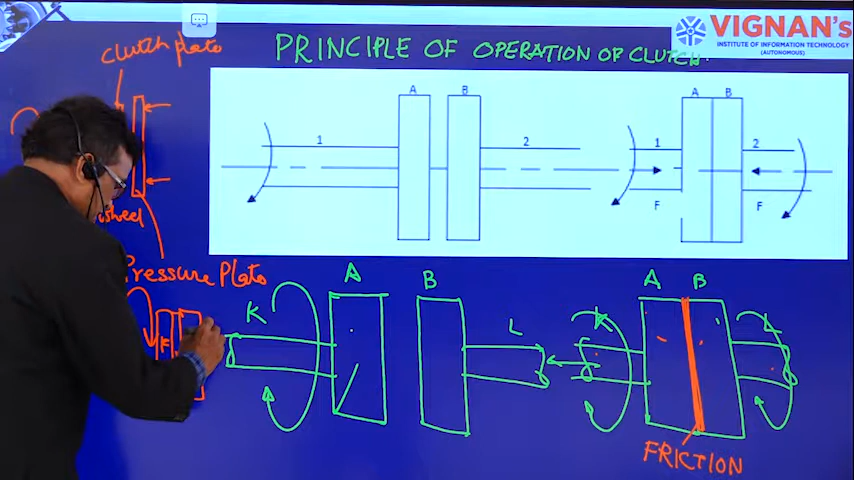 VIGNAN's
INSTITUTE OF INFORMATION TECHNOLOGY
(AUTONOMOUS)
PRINCIPLE OF OPERATION OF CLUTCH.
Clutch plate
A B
A B
1 2
1 2
F F
Pressure Plate
K A B L
A B
K L
K
FRICTION